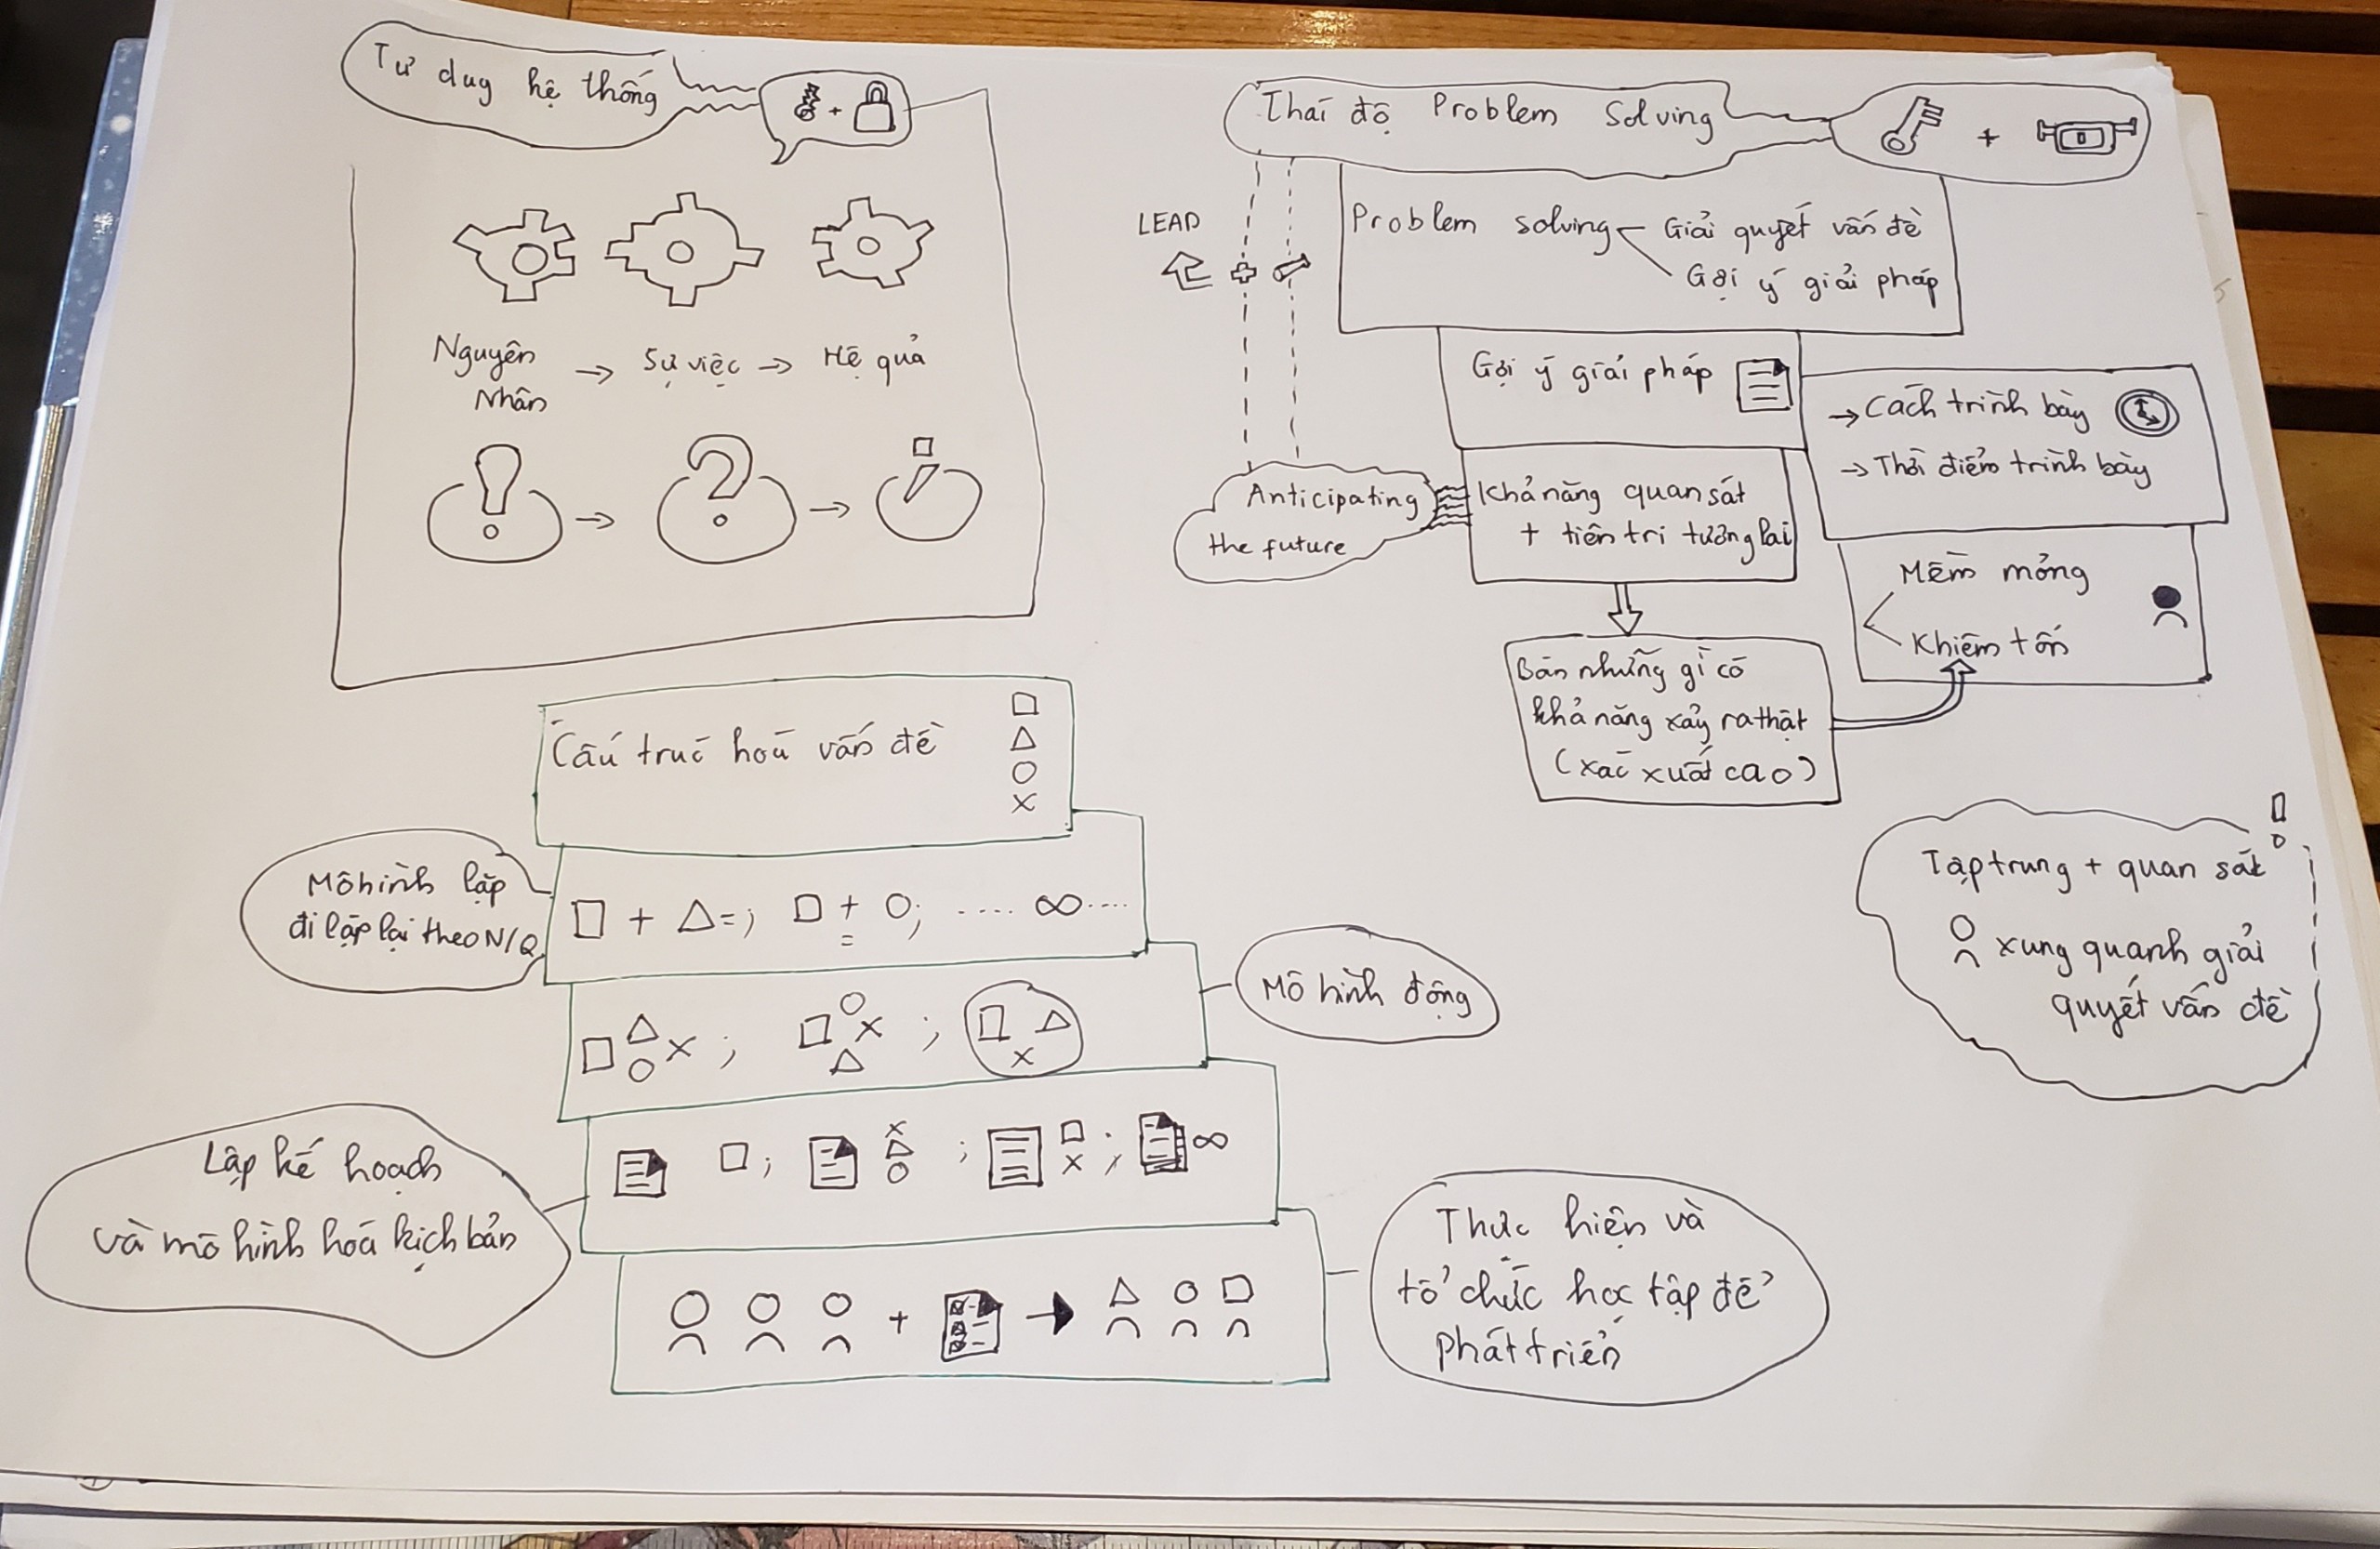 Tư duy hệ thống
Nguyên
Nhân
→ Sự việc → Hệ quả
Cấu trúc hoá vấn đề
Mô hình lặp
đi lặp lại theo N/Q
Mô hình động
Lập kế hoạch
và mô hình hoá kịch bản
Thực hiện và
tổ chức học tập để
phát triển
Thái độ Problem Solving
LEAD
Problem solving
Giải quyết vấn đề
Gợi ý giải pháp
Gợi ý giải pháp
→ Cách trình bày
→ Thời điểm trình bày
Anticipating
the future
Khả năng quan sát
+ tiên tri tương lai
Mềm mỏng
Khiêm tốn
Bán những gì có
khả năng xảy ra thật
(xác xuất cao)
Tập trung + quan sát
xung quanh giải
quyết vấn đề